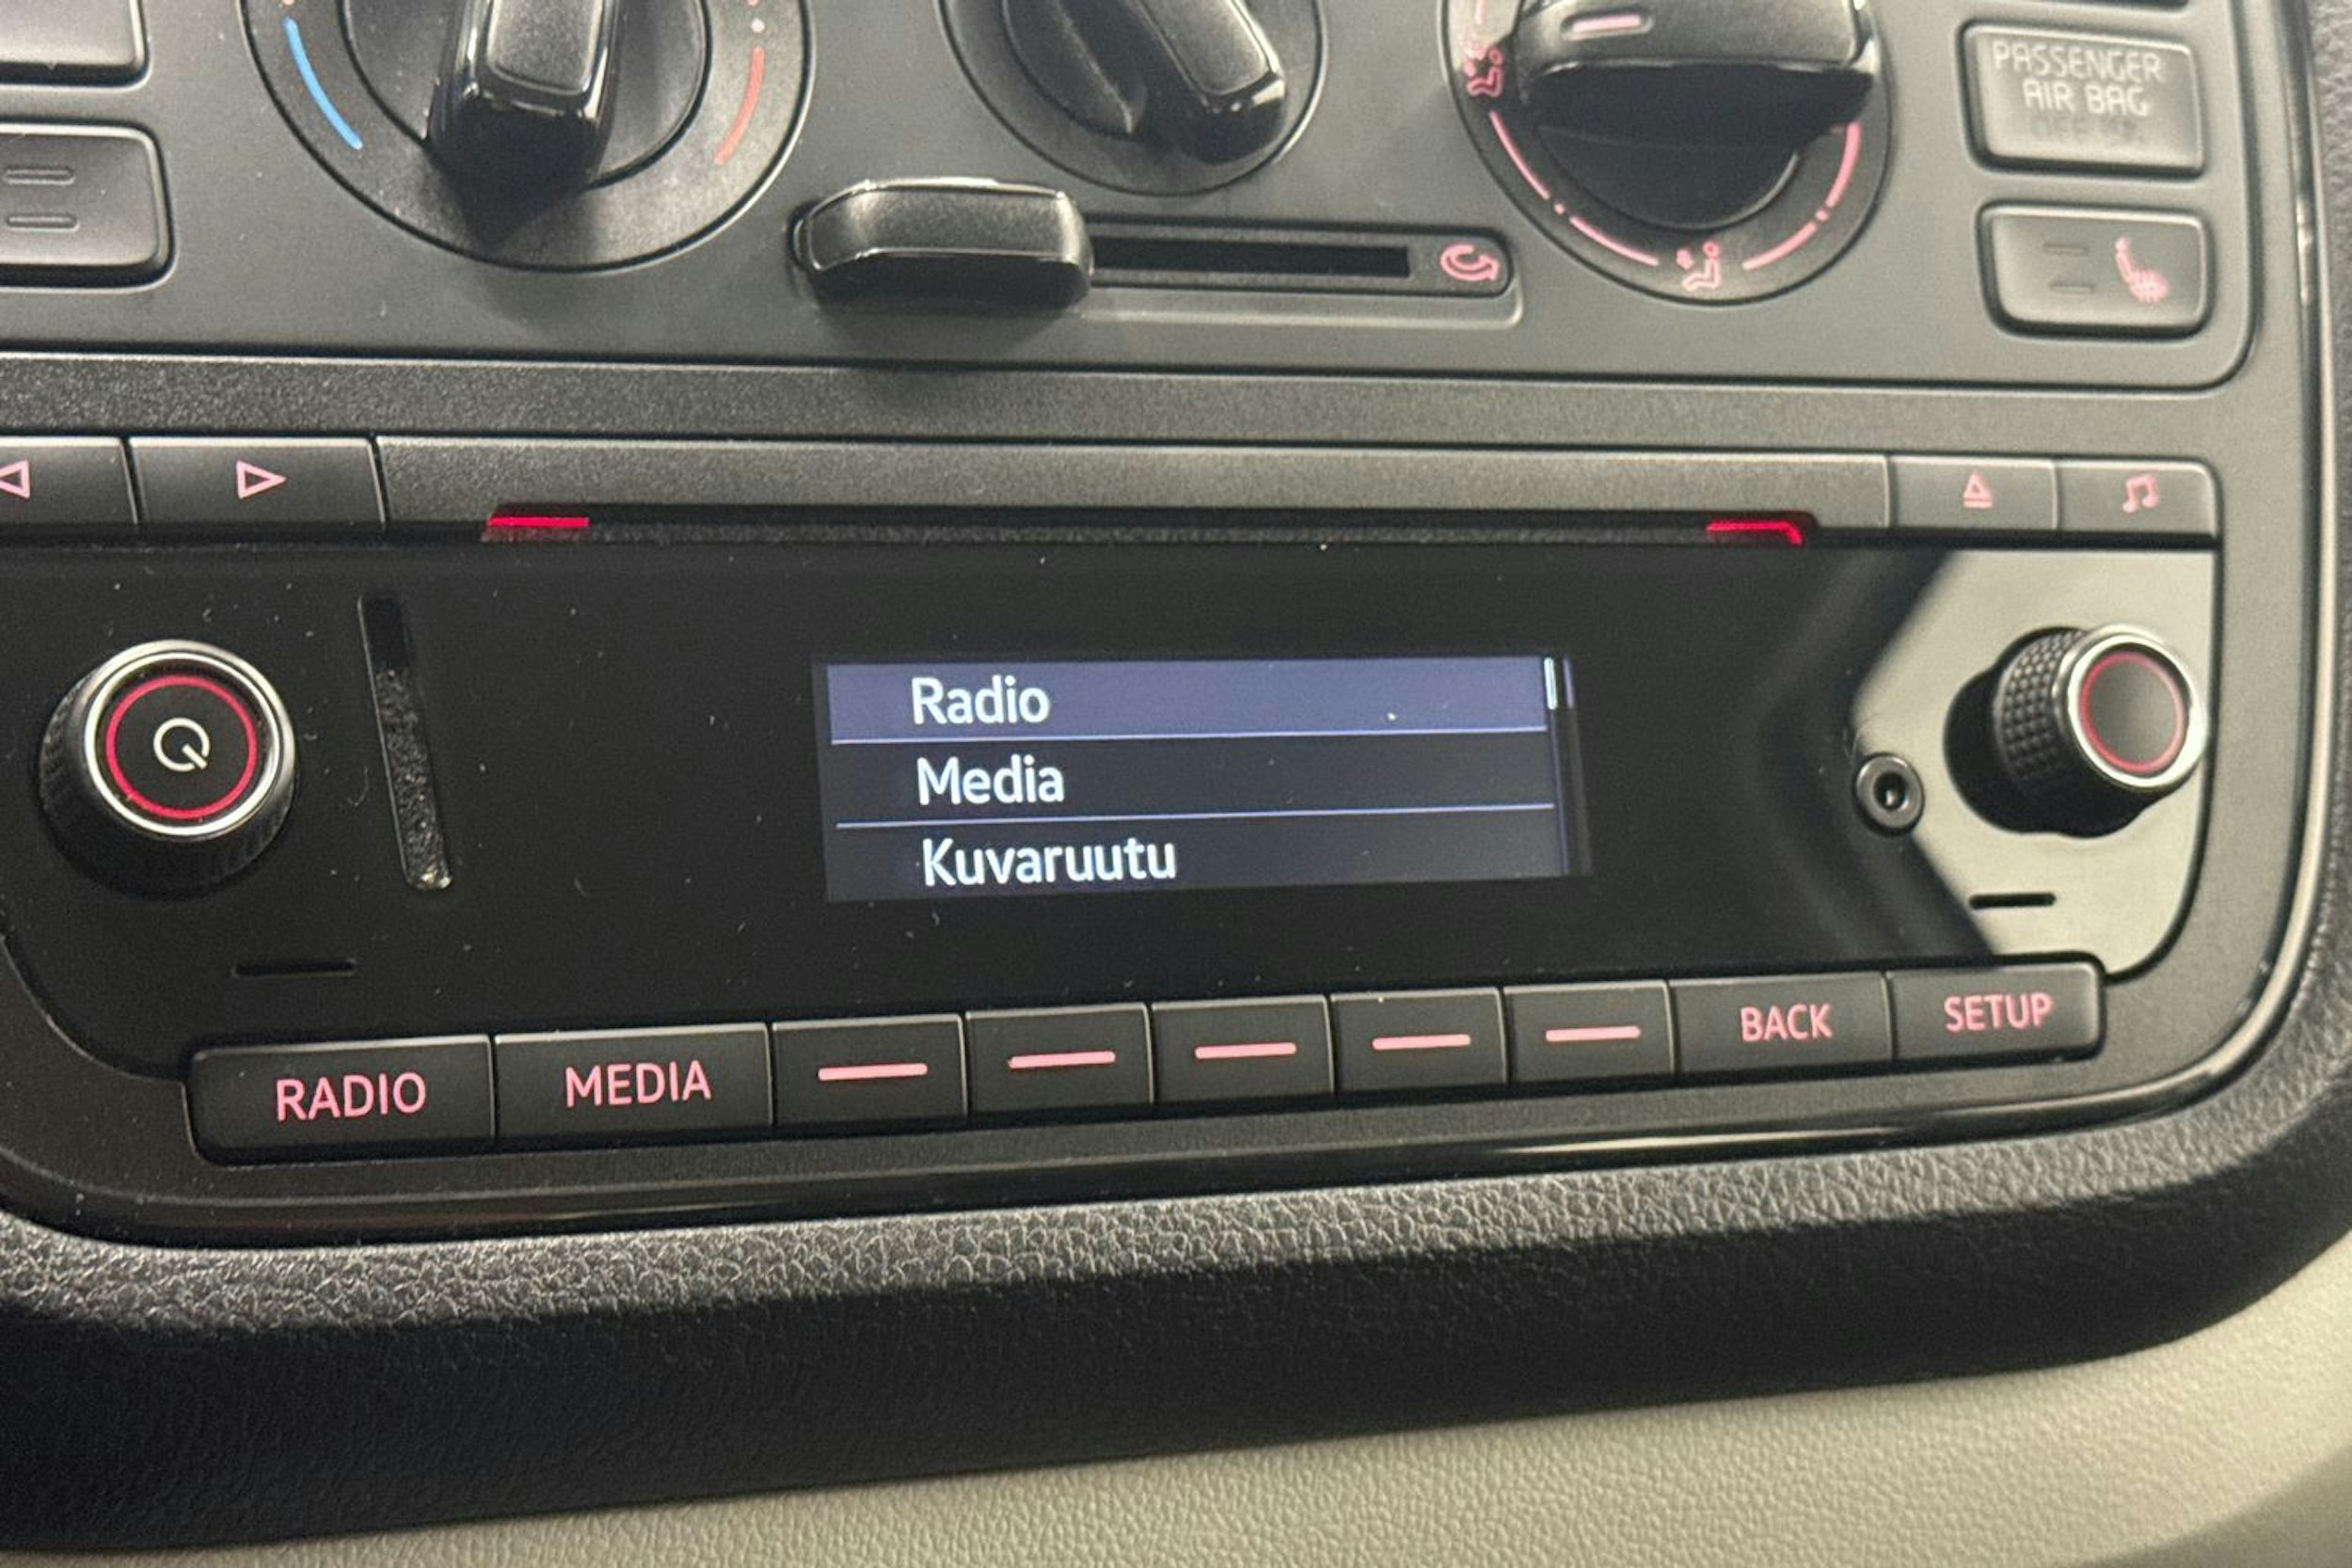 PASSENGER
AIR BAG
Radio
Media
Kuvaruutu
RADIO
MEDIA
BACK
SETUP